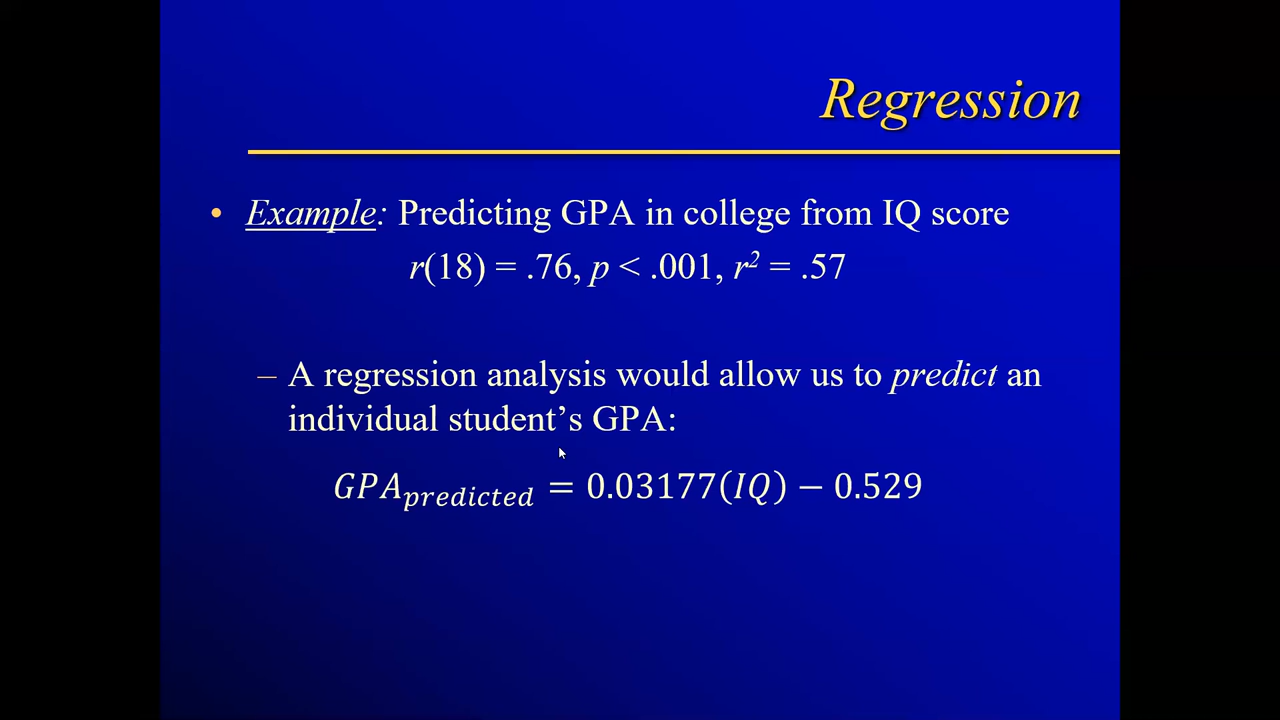 Regression
• Example: Predicting GPA in college from IQ score
r(18) = .76, p < .001, r² = .57
– A regression analysis would allow us to predict an
individual student’s GPA:
𝐺𝑃𝐴𝑝𝑟𝑒𝑑𝑖𝑐𝑡𝑒𝑑 = 0.03177(𝐼𝑄) − 0.529